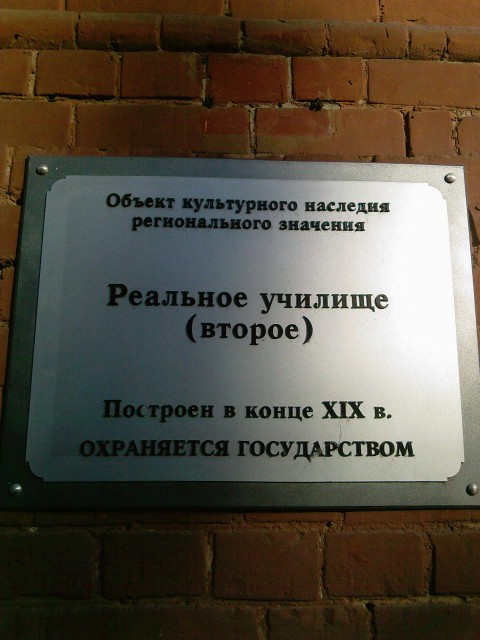 Объект культурного наследия
регионального значения
Реальное училище
(второе)
Построен в конце XIX в.
ОХРАНЯЕТСЯ ГОСУДАРСТВОМ